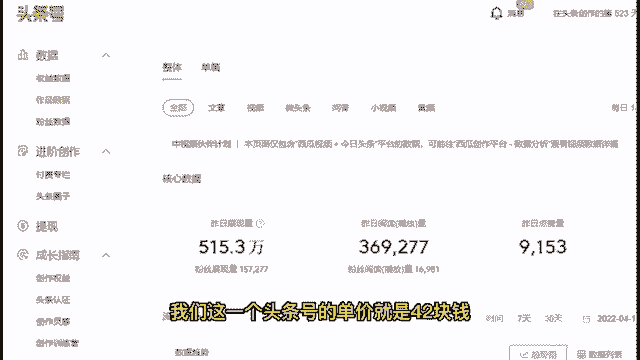 头条号
消息
在头条创作的第 523 天
数据
收益数据
作品数据
粉丝数据
整体 单篇
全部 文章 视频 微头条 问答 小视频 音频
中视频伙伴计划 | 本页面仅包含“西瓜视频 + 今日头条”平台的数据，可前往“西瓜创作平台 - 数据分析”查看
进阶创作
付费专栏
头条圈子
核心数据
提现
昨日展现量 昨日阅读(播放)量 昨日点赞量
515.3 万 369,277 9,153
粉丝展现量 157,277 粉丝阅读(播放)量 16,981
成长指南
创作权益
头条认证
创作灵感
创作训练营
我们这一个头条号的单价就是42块钱
7天 30天 2022-04-1
数据趋势
趋势图 数据列表